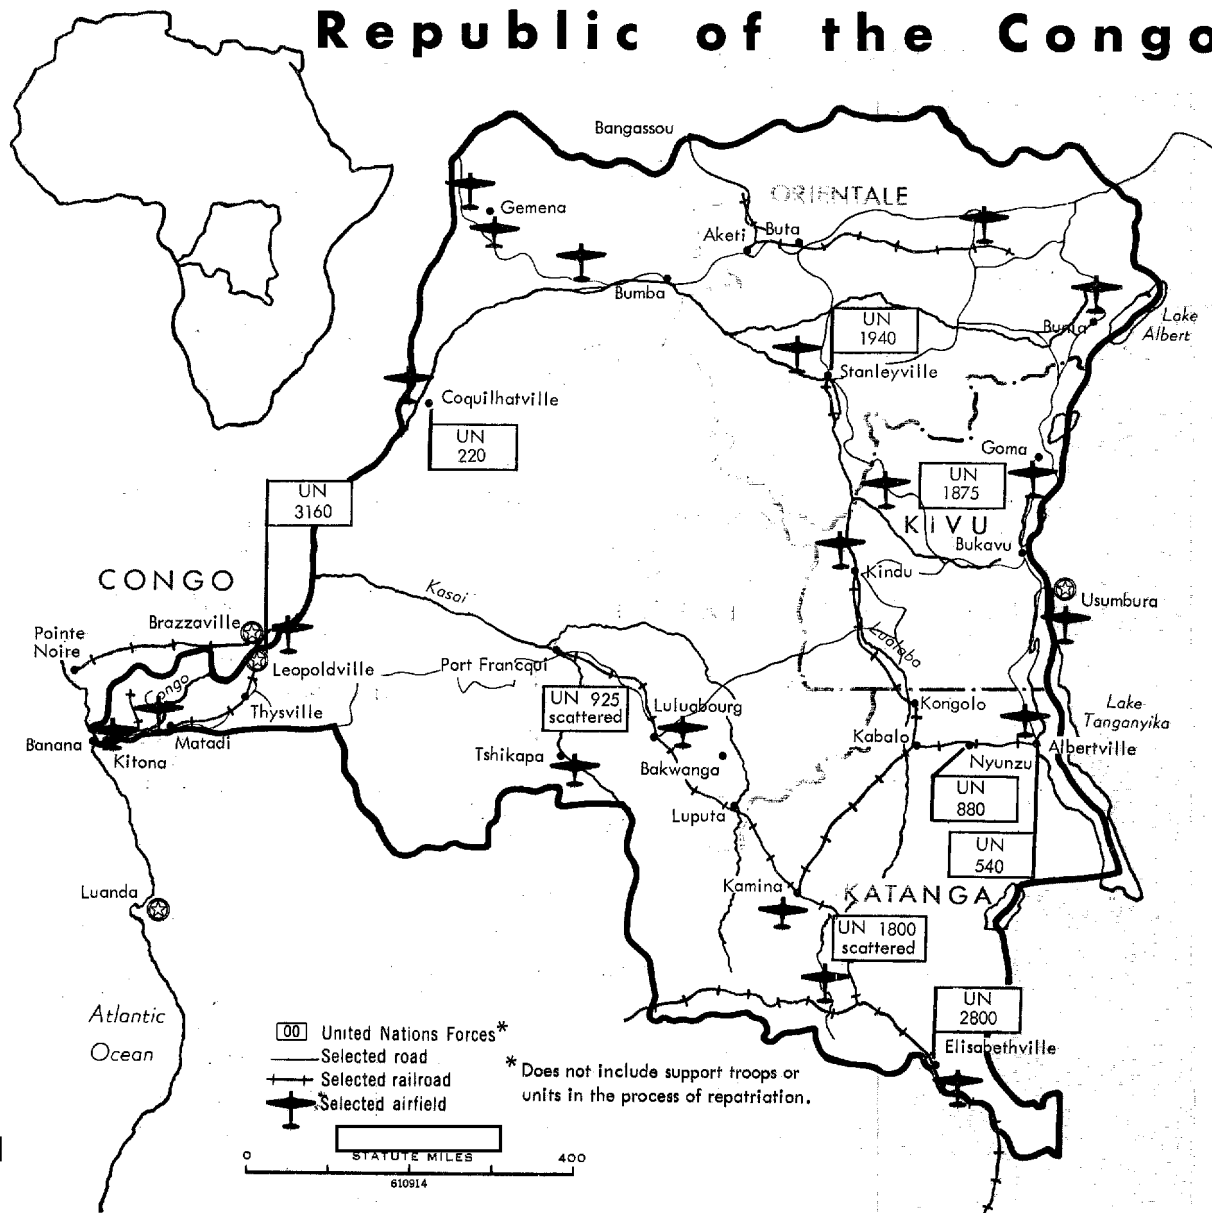 Republic of the Congo
Bangassou
ORIENTALE
Gemena
Aketi
Buta
Bumba
Bunia
Lake
Albert
UN
1940
Stanleyville
Coquilhatville
UN
220
Goma
UN
1875
UN
3160
KIVU
Bukavu
CONGO
Kasai
Kindu
Usumbura
Brazzaville
Pointe
Noire
Lualaba
Leopoldville
Port Francqui
Congo
Thysville
UN 925
scattered
Luluabourg
Kongolo
Lake
Tanganyika
Banana
Matadi
Kitona
Kabalo
Albertville
Tshikapa
Bakwanga
Nyunzu
UN
880
Luputa
UN
540
Luanda
Kamina
KATANGA
UN 1800
scattered
UN
2800
Atlantic
Ocean
Elisabethville
00 United Nations Forces*
Selected road
Selected railroad
Selected airfield
*Does not include support troops or
units in the process of repatriation.
STATUTE MILES
0 400
610914